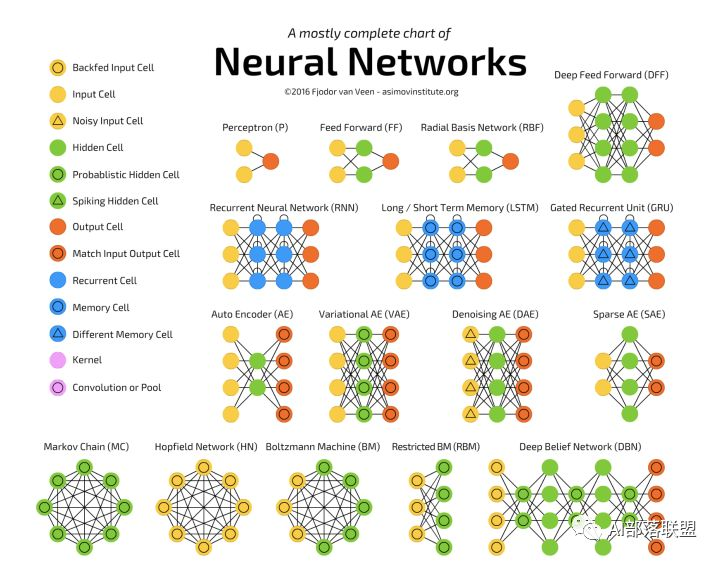 A mostly complete chart of
Neural Networks
©2016 Fjodor van Veen - asimovinstitute.org
Backfed Input Cell
Input Cell
Noisy Input Cell
Hidden Cell
Probablistic Hidden Cell
Spiking Hidden Cell
Output Cell
Match Input Output Cell
Recurrent Cell
Memory Cell
Different Memory Cell
Kernel
Convolution or Pool
Deep Feed Forward (DFF)
Perceptron (P)
Feed Forward (FF)
Radial Basis Network (RBF)
Recurrent Neural Network (RNN)
Long / Short Term Memory (LSTM)
Gated Recurrent Unit (GRU)
Auto Encoder (AE)
Variational AE (VAE)
Denoising AE (DAE)
Sparse AE (SAE)
Markov Chain (MC)
Hopfield Network (HN)
Boltzmann Machine (BM)
Restricted BM (RBM)
Deep Belief Network (DBN)
AI部落联盟